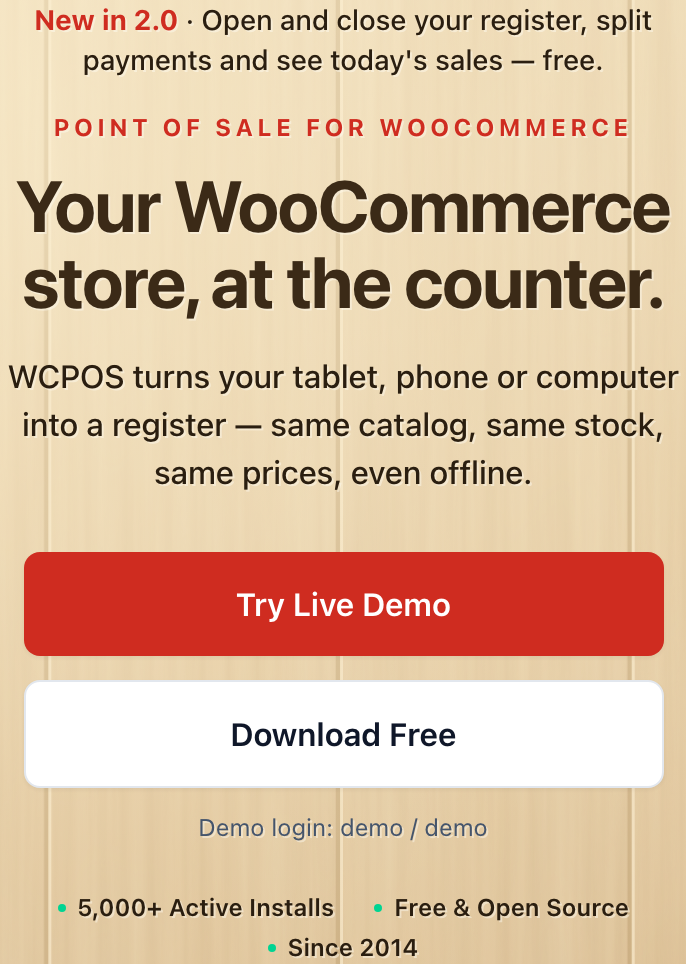 New in 2.0 · Open and close your register, split
payments and see today's sales — free.
POINT OF SALE FOR WOOCOMMERCE
Your WooCommerce
store, at the counter.
WCPOS turns your tablet, phone or computer
into a register — same catalog, same stock,
same prices, even offline.
Try Live Demo
Download Free
Demo login: demo / demo
• 5,000+ Active Installs • Free & Open Source
• Since 2014